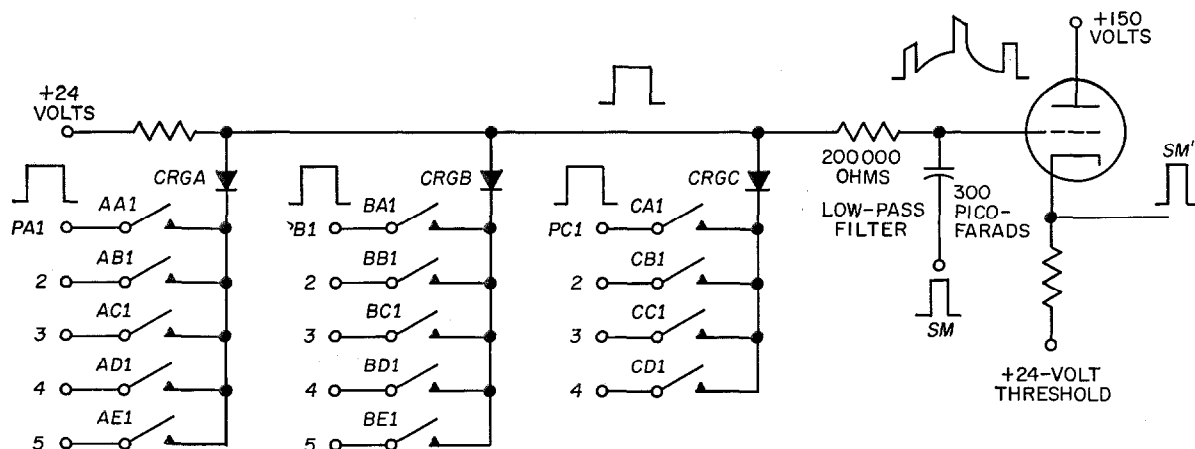 +150
VOLTS
+24
VOLTS
CRGA
CRGB
CRGC
200 000
OHMS
LOW-PASS
FILTER
300
PICO-
FARADS
SM'
SM
+24-VOLT
THRESHOLD
PA1
AA1
2
AB1
3
AC1
4
AD1
5
AE1
B1
BA1
2
BB1
3
BC1
4
BD1
5
BE1
PC1
CA1
2
CB1
3
CC1
4
CD1